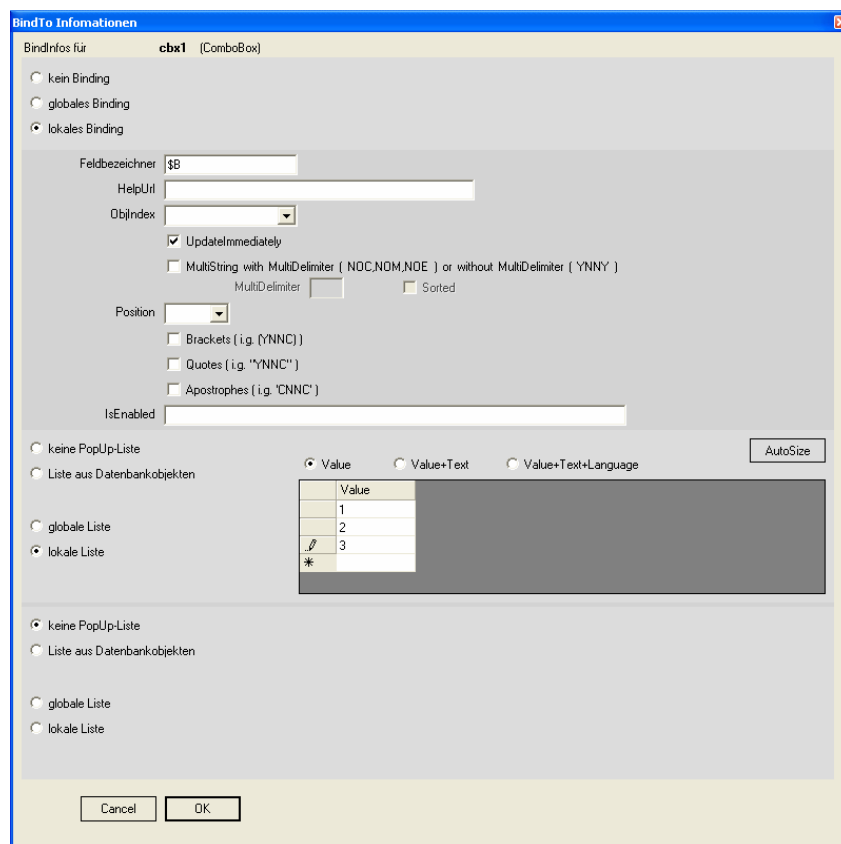 BindTo Infomationen
BindInfos für cbx1 (ComboBox)
kein Binding
globales Binding
lokales Binding
Feldbezeichner $B
HelpUrl
ObjIndex
UpdateImmediately
MultiString with MultiDelimiter ( NOC,NOM,NOE ) or without MultiDelimiter ( YNNY )
MultiDelimiter Sorted
Position
Brackets ( i.g. (YNNC) )
Quotes ( i.g. "YNNC" )
Apostrophes ( i.g. 'CNNC' )
IsEnabled
keine PopUp-Liste
AutoSize
Value Value+Text Value+Text+Language
Liste aus Datenbankobjekten
Value
1
2
3
globale Liste
lokale Liste
keine PopUp-Liste
Liste aus Datenbankobjekten
globale Liste
lokale Liste
Cancel OK